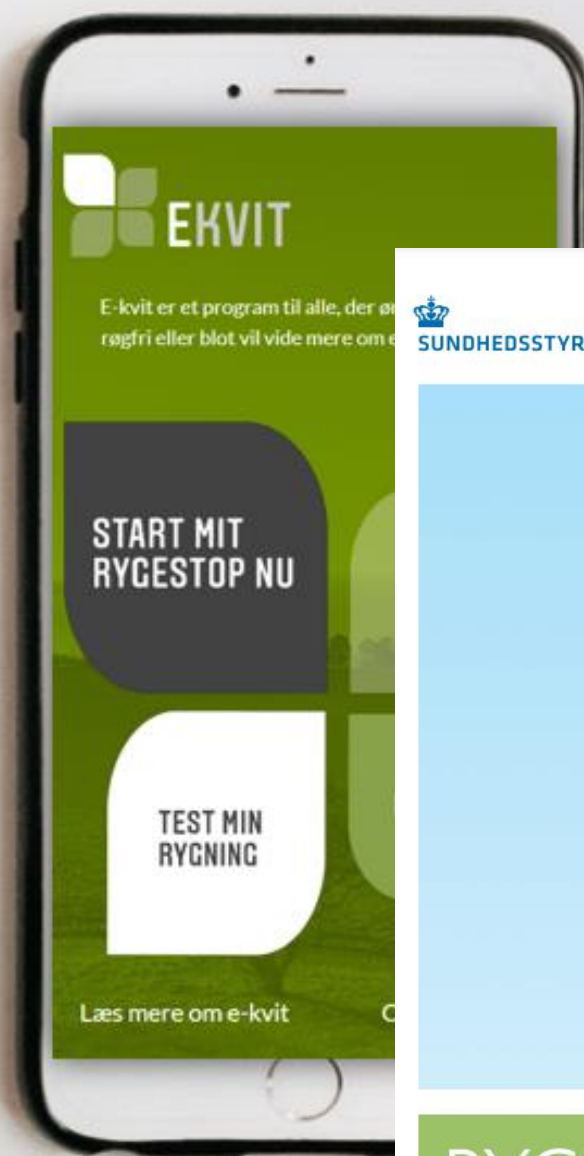 EKVIT
E-kvit er et program til alle, der
røgfri eller blot vil vide mere om
SUNDHEDSSTYR
START MIT
RYGESTOP NU
TEST MIN
RYGNING
Læs mere om e-kvit